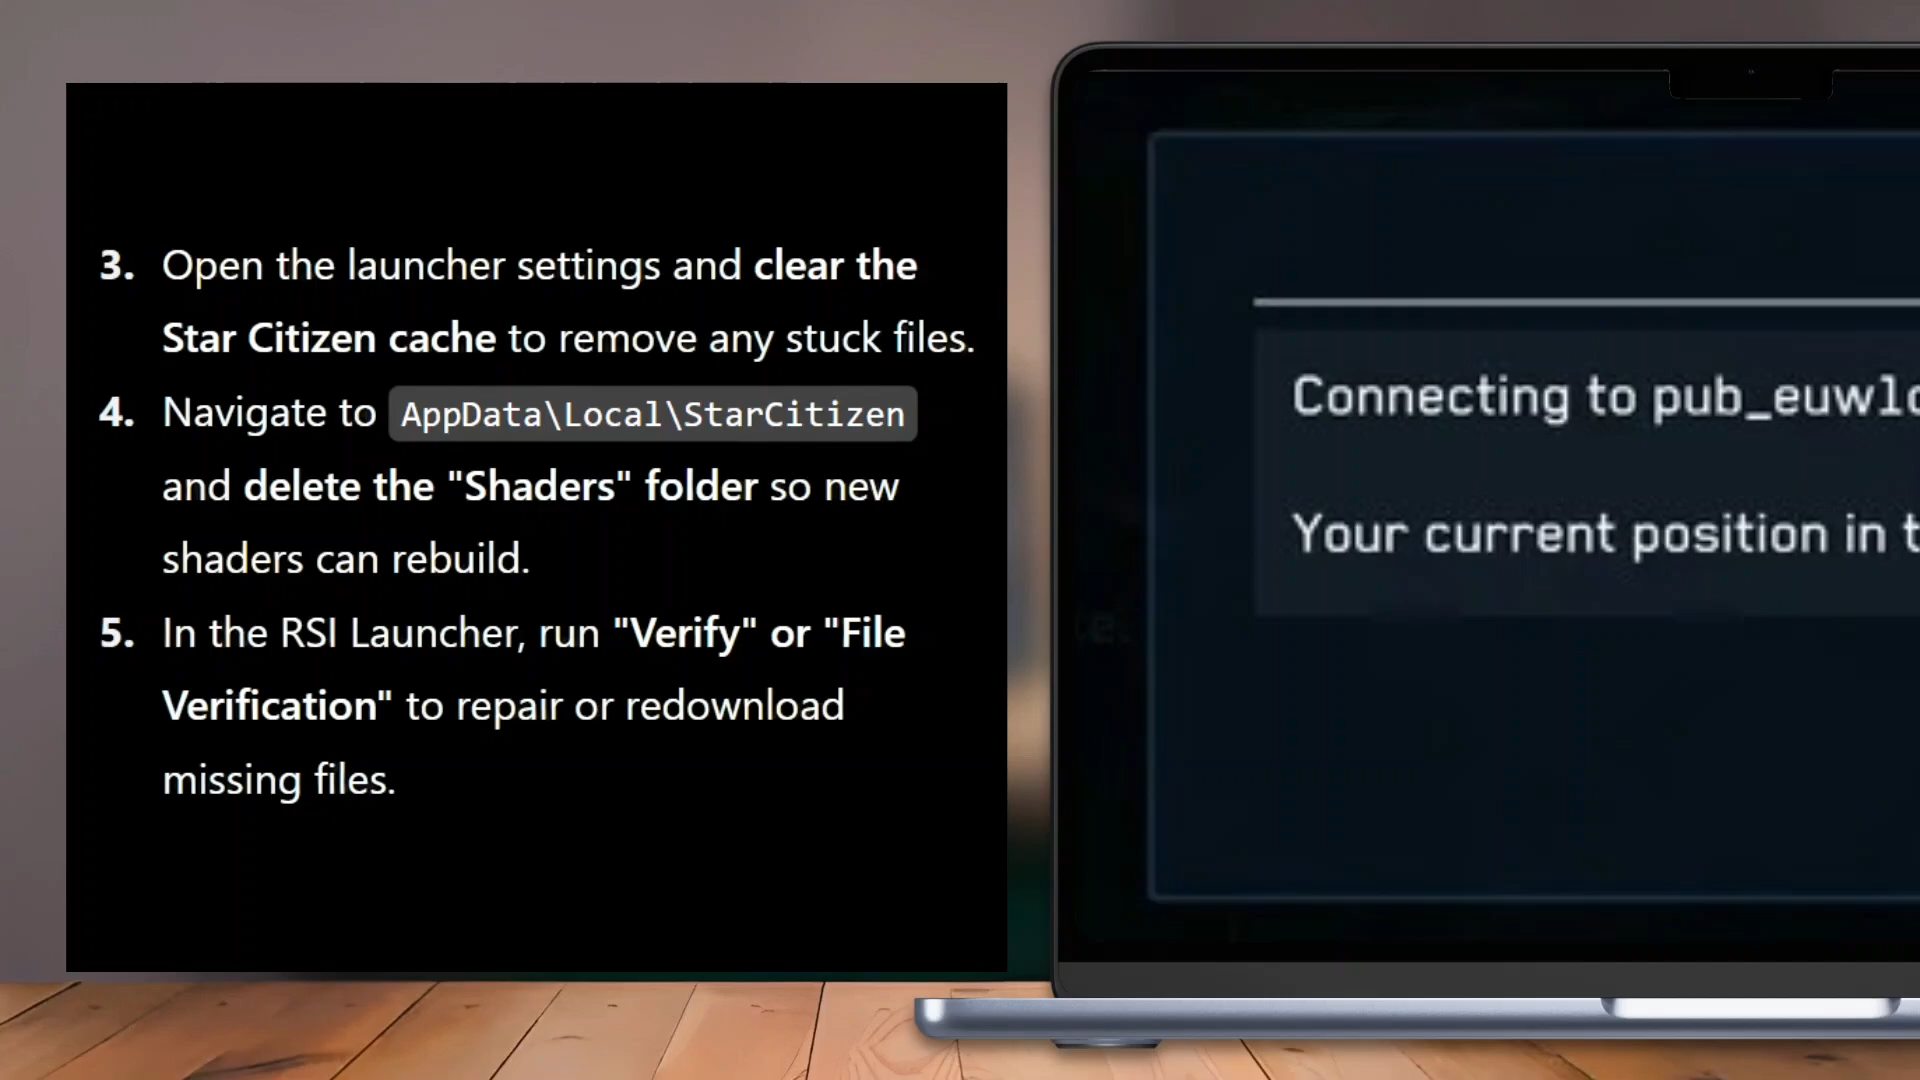 3. Open the launcher settings and clear the
Star Citizen cache to remove any stuck files.
4. Navigate to AppData\Local\StarCitizen
and delete the "Shaders" folder so new
shaders can rebuild.
5. In the RSI Launcher, run "Verify" or "File
Verification" to repair or redownload
missing files.
Connecting to
Your current position in